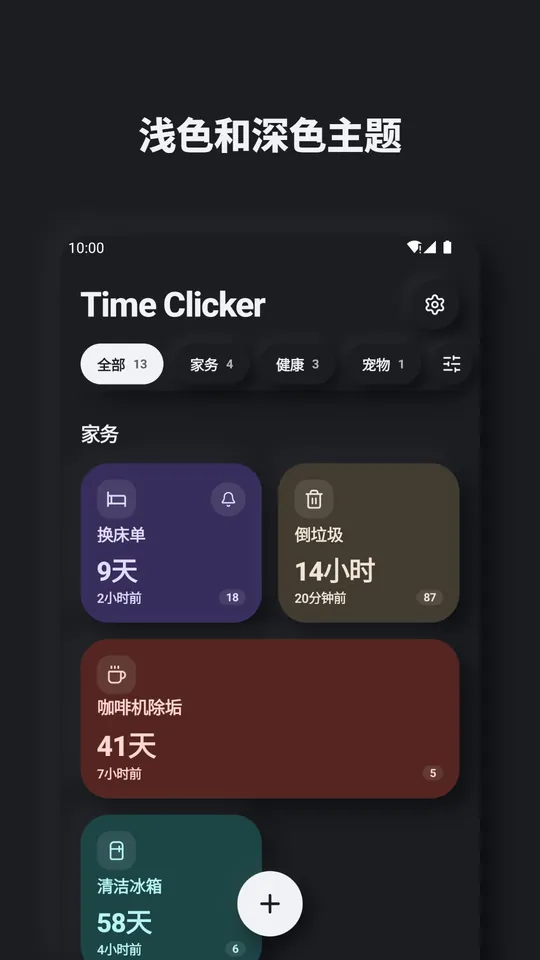 浅色和深色主题
10:00
Time Clicker
全部 13 家务 4 健康 3 宠物 1
家务
换床单
9天
2小时前 18
倒垃圾
14小时
20分钟前 87
咖啡机除垢
41天
7小时前 5
清洁冰箱
58天
4小时前 6